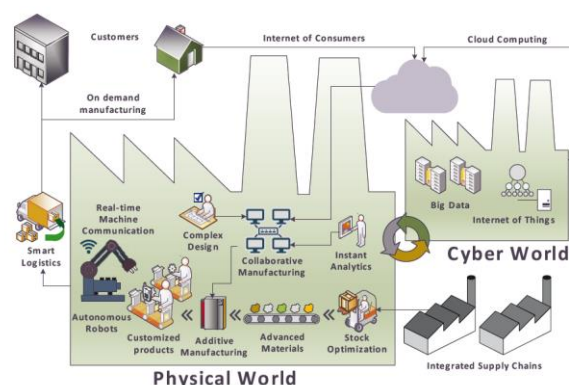 Customers
Internet of Consumers
Cloud Computing
On demand
manufacturing
Real-time
Machine
Communication
Complex
Design
Collaborative
Manufacturing
Instant
Analytics
Big Data
Internet of Things
Cyber World
Smart
Logistics
Autonomous
Robots
Customized
products
Additive
Manufacturing
Advanced
Materials
Stock
Optimization
Integrated Supply Chains
Physical World